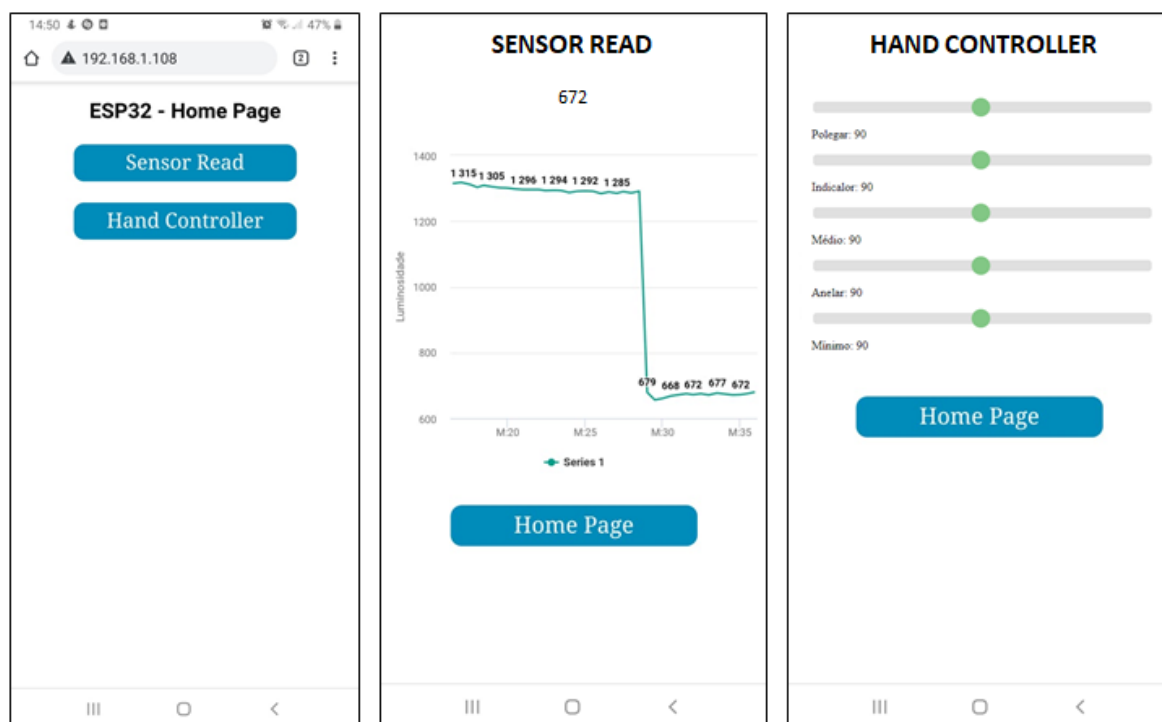 14:50 47%
192.168.1.108 2
ESP32 - Home Page
Sensor Read
Hand Controller
SENSOR READ
672
1400
1 315 1 305 1 296 1 294 1 292 1 285
1200
Luminosidade
1000
800
679 668 672 677 672
600
M:20 M:25 M:30 M:35
Series 1
Home Page
HAND CONTROLLER
Polegar: 90
Indicalor: 90
Médio: 90
Anelar: 90
Mínimo: 90
Home Page